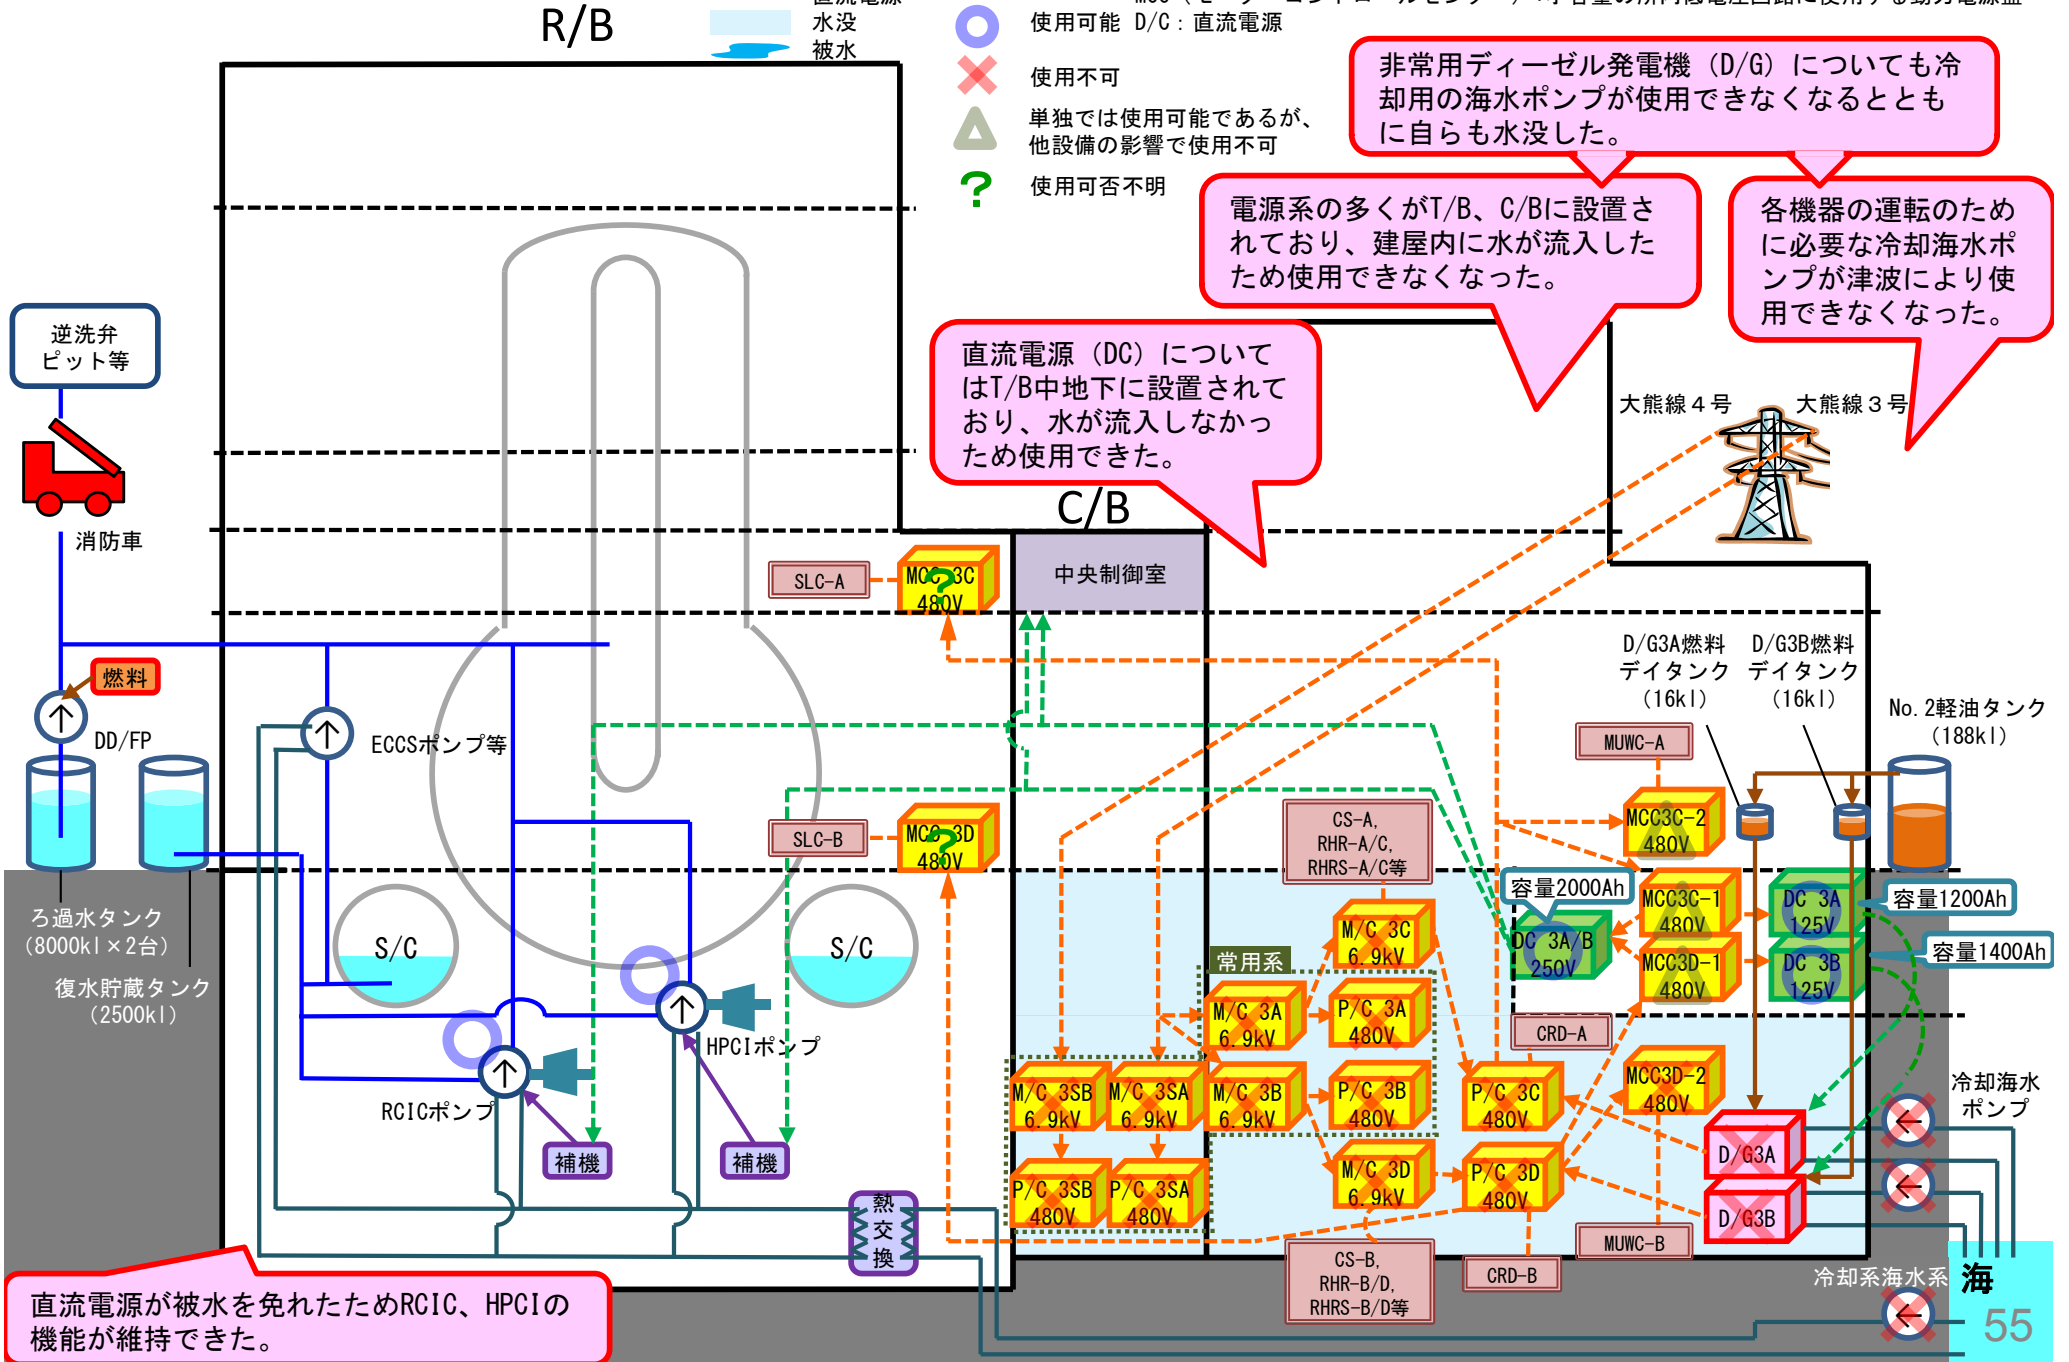 R/B
水没
被水
使用可能 D/C：直流電源
使用不可
単独では使用可能であるが、
他設備の影響で使用不可
?
使用可否不明
非常用ディーゼル発電機（D/G）についても冷
却用の海水ポンプが使用できなくなるととも
に自らも水没した。
電源系の多くがT/B、C/Bに設置さ
れており、建屋内に水が流入した
ため使用できなくなった。
各機器の運転のため
に必要な冷却海水ポ
ンプが津波により使
用できなくなった。
直流電源（DC）について
はT/B中地下に設置されて
おり、水が流入しなかっ
ため使用できた。
逆洗弁
ピット等
消防車
大熊線４号
大熊線３号
C/B
中央制御室
SLC-A
MCC 3C
480V
?
燃料
DD/FP
ECCSポンプ等
D/G3A燃料
デイタンク
(16kl)
D/G3B燃料
デイタンク
(16kl)
No.2軽油タンク
(188kl)
MUWC-A
SLC-B
MCC 3D
480V
?
CS-A,
RHR-A/C,
RHRS-A/C等
MCC3C-2
480V
容量2000Ah
MCC3C-1
480V
DC 3A
125V
容量1200Ah
ろ過水タンク
(8000kl×2台)
復水貯蔵タンク
(2500kl)
S/C
S/C
M/C 3C
6.9kV
DC 3A/B
250V
MCC3D-1
480V
DC 3B
125V
容量1400Ah
常用系
M/C 3A
6.9kV
P/C 3A
480V
CRD-A
HPCIポンプ
RCICポンプ
M/C 3SB
6.9kV
M/C 3SA
6.9kV
M/C 3B
6.9kV
P/C 3B
480V
P/C 3C
480V
MCC3D-2
480V
冷却海水
ポンプ
補機
補機
P/C 3SB
480V
P/C 3SA
480V
M/C 3D
6.9kV
P/C 3D
480V
D/G3A
D/G3B
熱
交
換
MUWC-B
CS-B,
RHR-B/D,
RHRS-B/D等
CRD-B
冷却系海水系
海
直流電源が被水を免れたためRCIC、HPCIの
機能が維持できた。
55